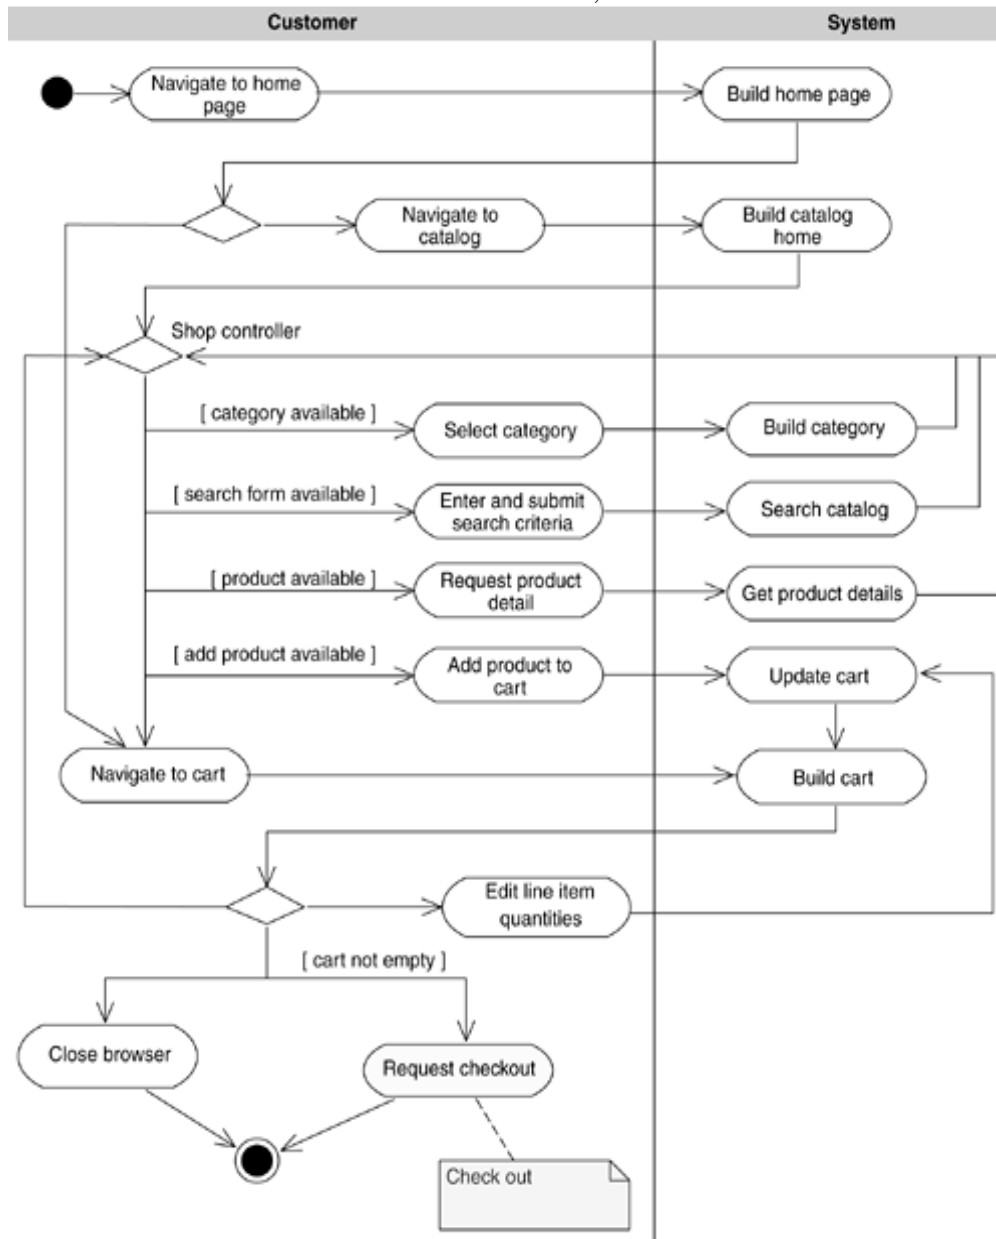 Customer
System
Navigate to home
page
Build home page
Navigate to
catalog
Build catalog
home
Shop controller
[ category available ]
Select category
Build category
[ search form available ]
Enter and submit
search criteria
Search catalog
[ product available ]
Request product
detail
Get product details
[ add product available ]
Add product to
cart
Update cart
Navigate to cart
Build cart
Edit line item
quantities
[ cart not empty ]
Close browser
Request checkout
Check out